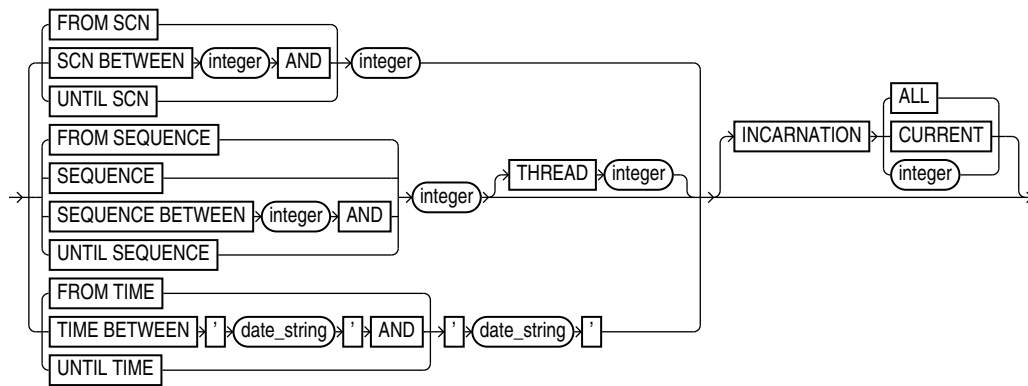 FROM SCN
SCN BETWEEN integer AND integer
UNTIL SCN
FROM SEQUENCE
SEQUENCE
SEQUENCE BETWEEN integer AND integer THREAD integer
UNTIL SEQUENCE
FROM TIME
TIME BETWEEN ’ date_string ’ AND ’ date_string ’
UNTIL TIME
INCARNATION
ALL
CURRENT
integer